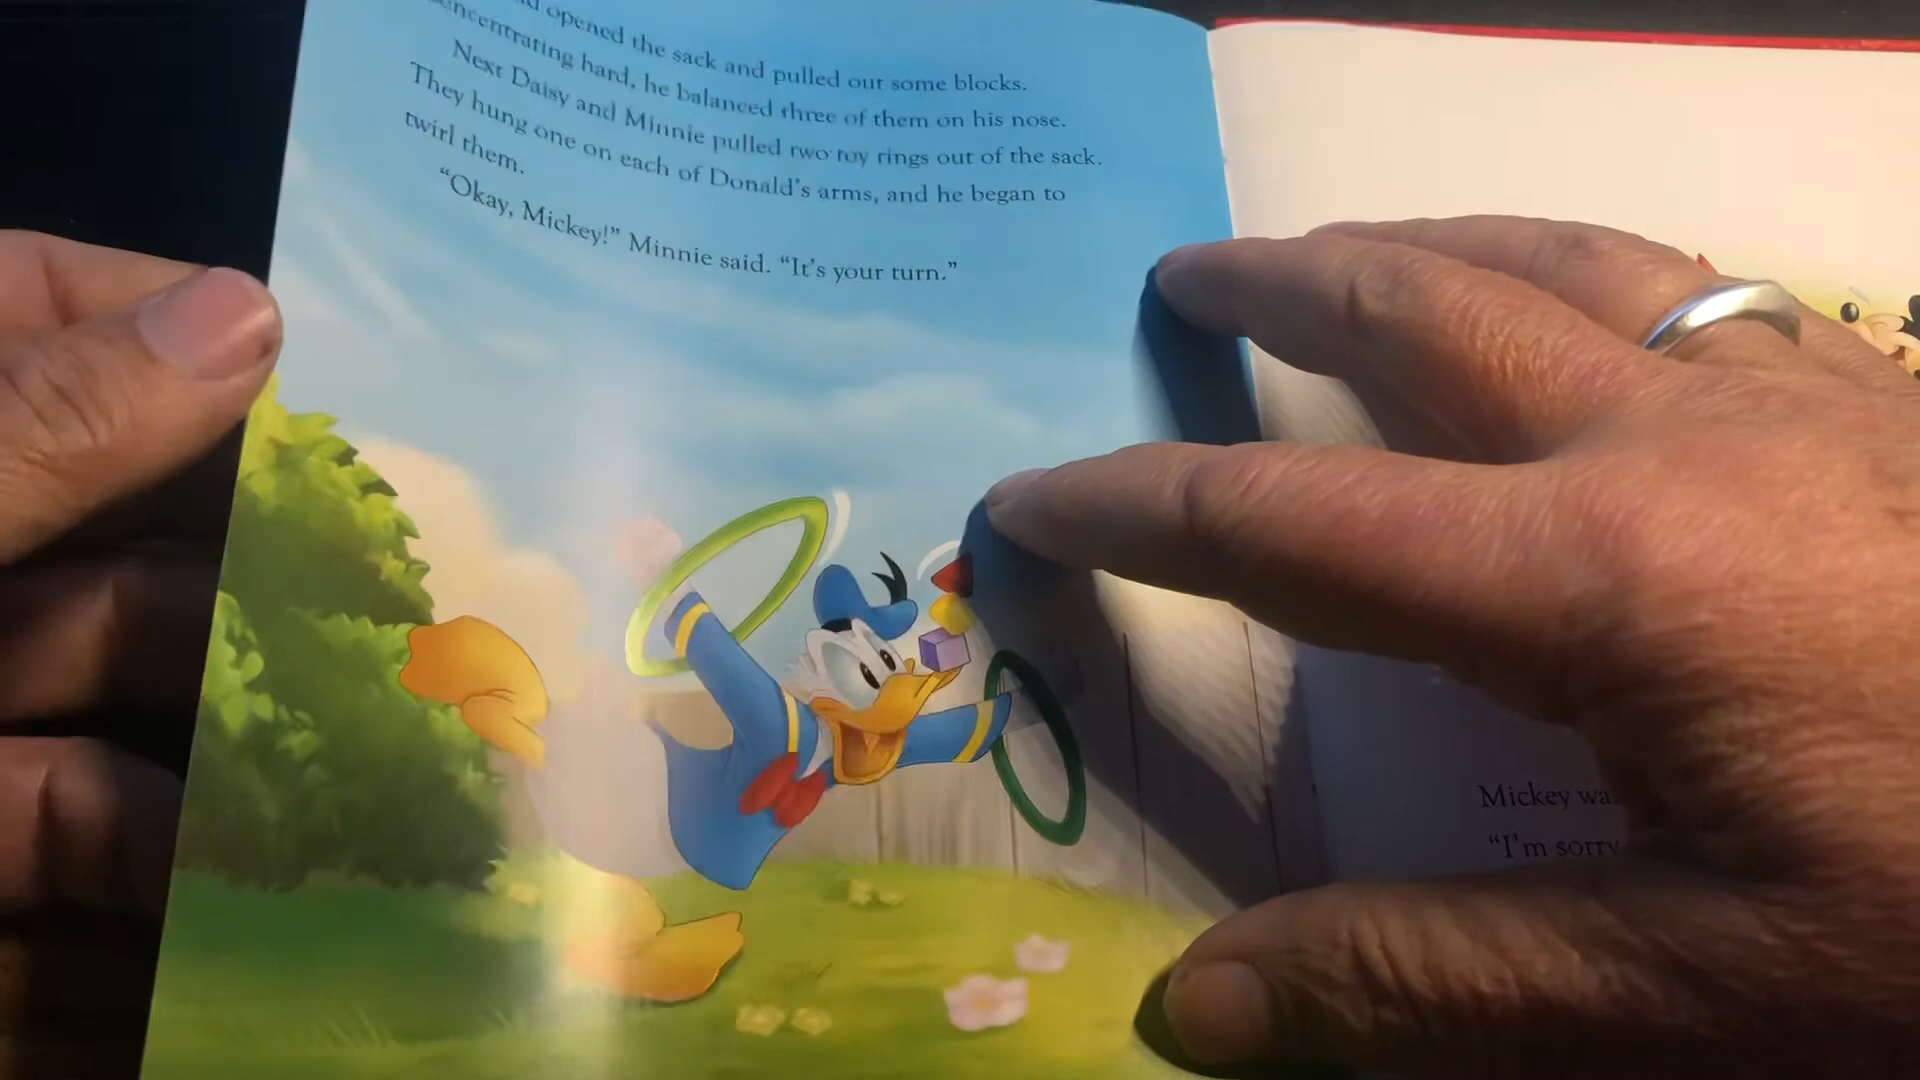 opened the sack and pulled out some blocks.
concentrating hard, he balanced three of them on his nose.
Next Daisy and Minnie pulled two toy rings out of the sack.
They hung one on each of Donald's arms, and he began to
twirl them.
“Okay, Mickey!” Minnie said. “It's your turn.”
Mickey
“I'm sorry